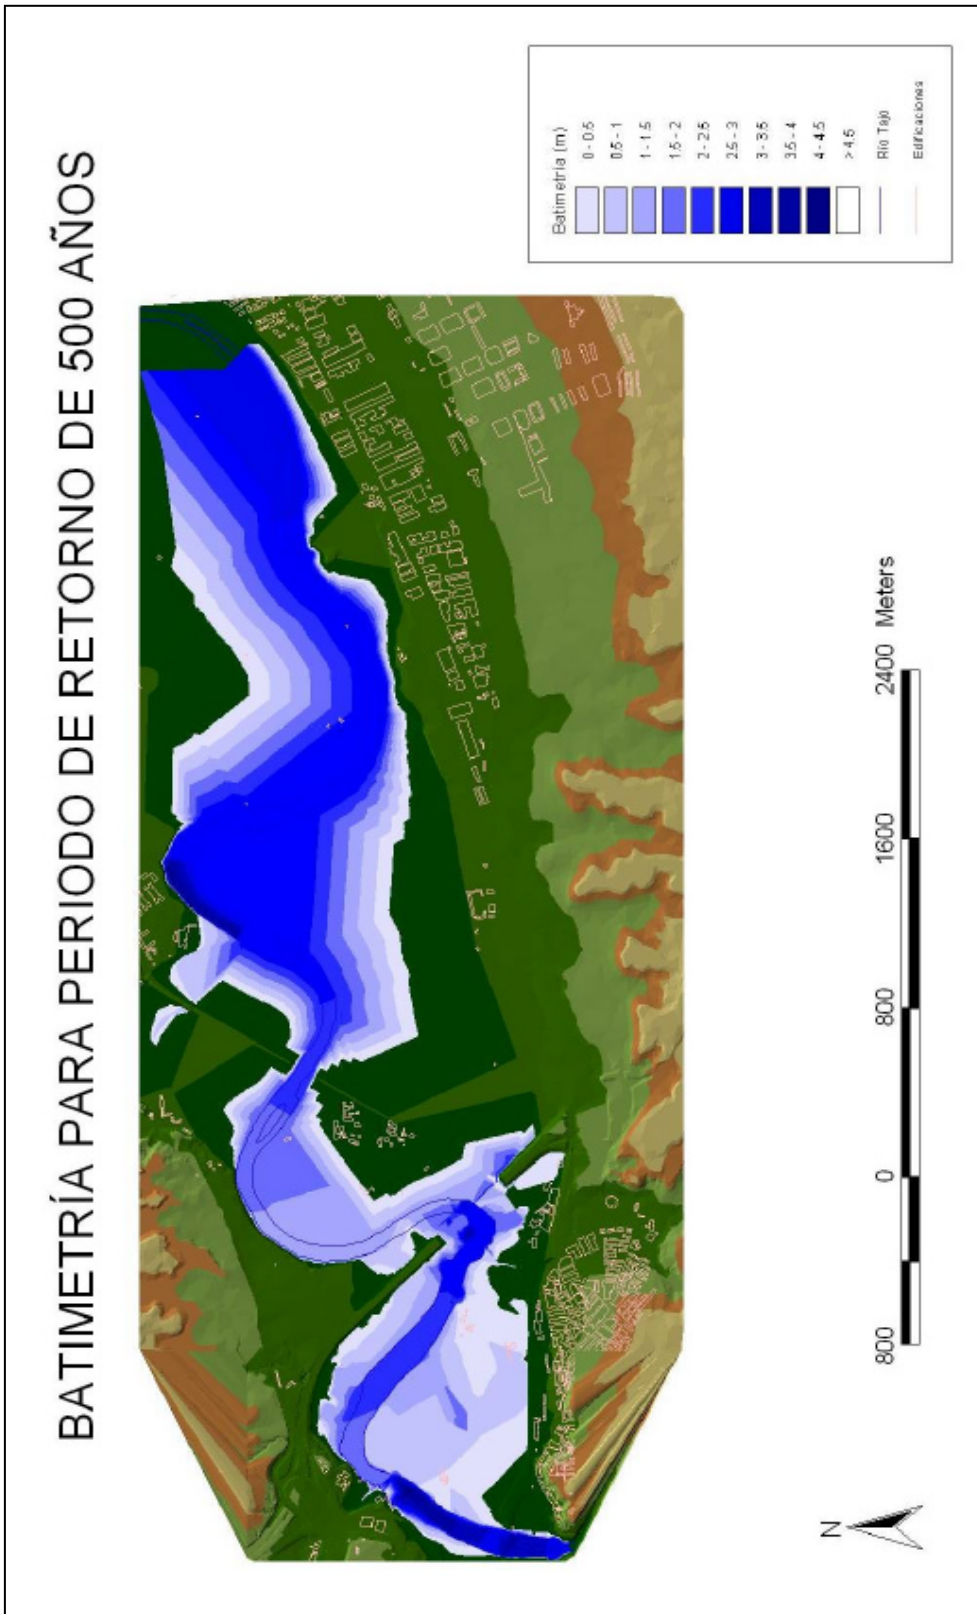 BATIMETRÍA PARA PERIODO DE RETORNO DE 500 AÑOS
Batimetría (m)
0 - 0.5
0.5 - 1
1 - 1.5
1.5 - 2
2 - 2.5
2.5 - 3
3 - 3.5
3.5 - 4
4 - 4.5
> 4.5
Río Tajo
Edificaciones
N
800 0 800 1600 2400 Meters